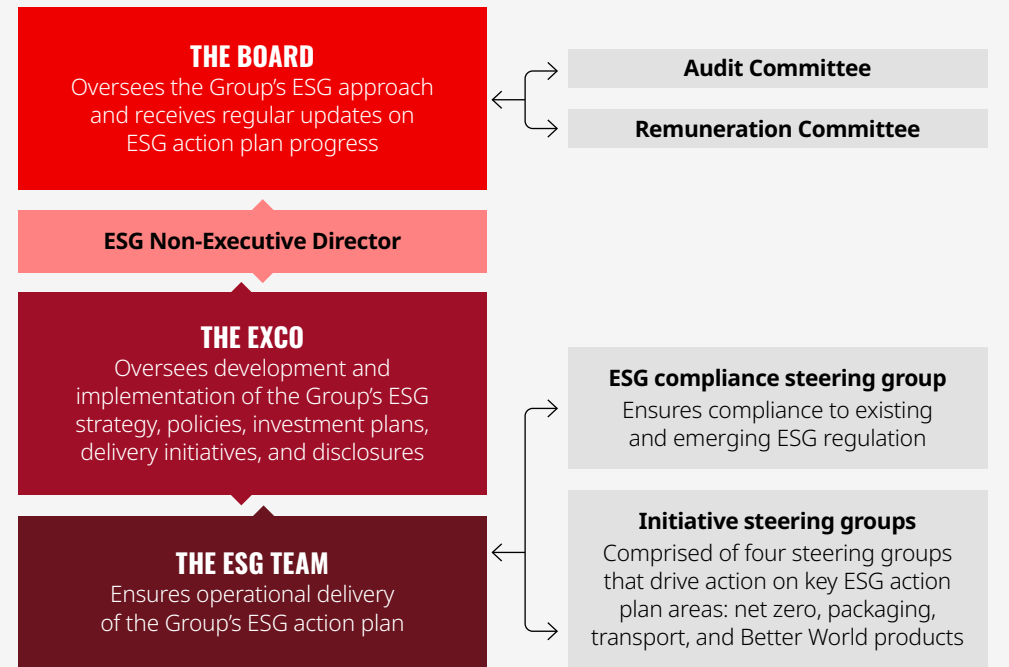 THE BOARD
Oversees the Group’s ESG approach
and receives regular updates on
ESG action plan progress
Audit Committee
Remuneration Committee
ESG Non-Executive Director
THE EXCO
Oversees development and
implementation of the Group’s ESG
strategy, policies, investment plans,
delivery initiatives, and disclosures
ESG compliance steering group
Ensures compliance to existing
and emerging ESG regulation
THE ESG TEAM
Ensures operational delivery
of the Group’s ESG action plan
Initiative steering groups
Comprised of four steering groups
that drive action on key ESG action
plan areas: net zero, packaging,
transport, and Better World products